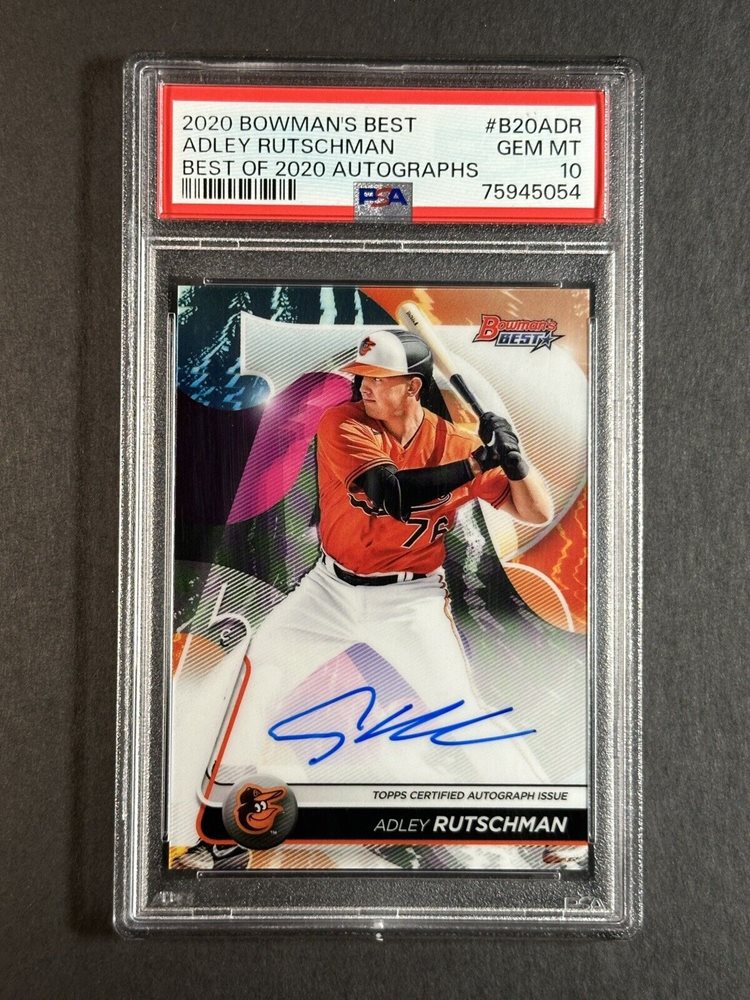 2020 BOWMAN'S BEST #B20ADR
ADLEY RUTSCHMAN GEM MT
BEST OF 2020 AUTOGRAPHS 10
75945054
PSA
Bowman's
BEST
76
TOPPS CERTIFIED AUTOGRAPH ISSUE
ADLEY RUTSCHMAN